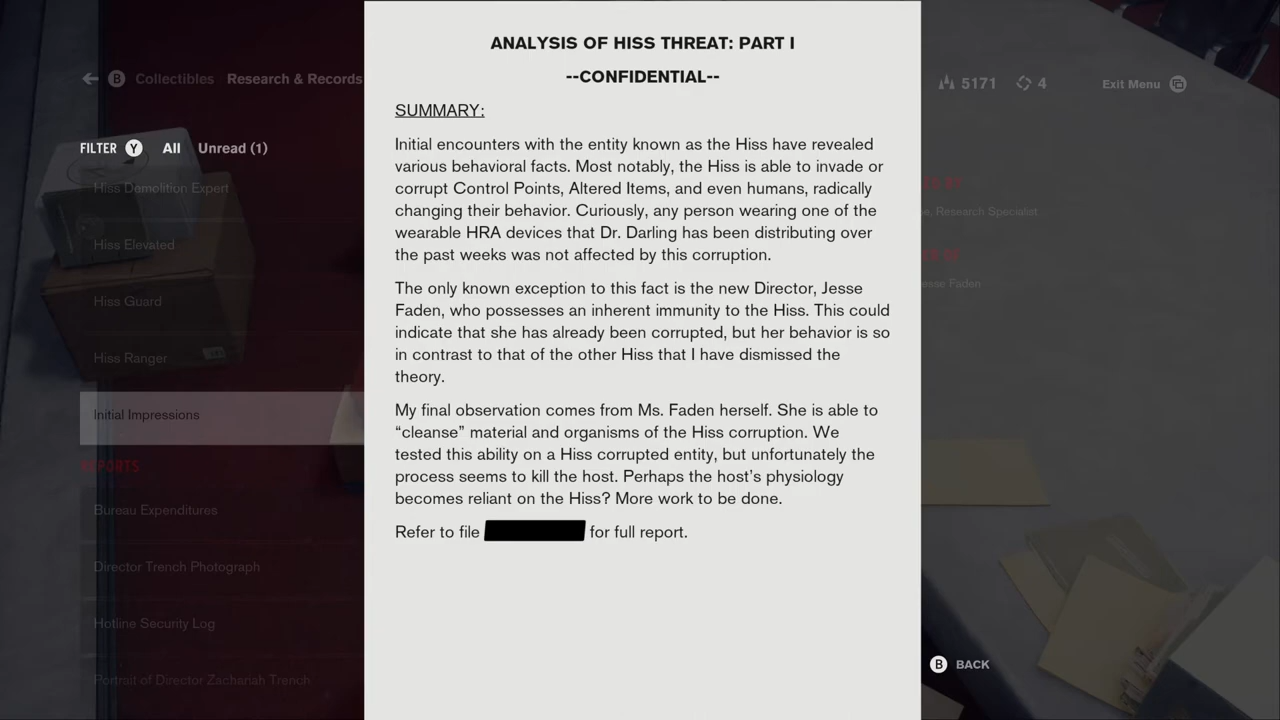 ANALYSIS OF HISS THREAT: PART I
--CONFIDENTIAL--
B Collectibles Research & Records
5171 4 Exit Menu
SUMMARY:
FILTER Y All Unread (1)
Initial encounters with the entity known as the Hiss have revealed
various behavioral facts. Most notably, the Hiss is able to invade or
corrupt Control Points, Altered Items, and even humans, radically
changing their behavior. Curiously, any person wearing one of the
wearable HRA devices that Dr. Darling has been distributing over
the past weeks was not affected by this corruption.
The only known exception to this fact is the new Director, Jesse
Faden, who possesses an inherent immunity to the Hiss. This could
indicate that she has already been corrupted, but her behavior is so
in contrast to that of the other Hiss that I have dismissed the
theory.
My final observation comes from Ms. Faden herself. She is able to
“cleanse” material and organisms of the Hiss corruption. We
tested this ability on a Hiss corrupted entity, but unfortunately the
process seems to kill the host. Perhaps the host’s physiology
becomes reliant on the Hiss? More work to be done.
Refer to file for full report.
Hiss Demolition Expert
Hiss Elevated
Hiss Guard
Hiss Ranger
Initial Impressions
REPORTS
Bureau Expenditures
Director Trench Photograph
Hotline Security Log
Portrait of Director Zachariah Trench
Research Specialist
Faden
B BACK